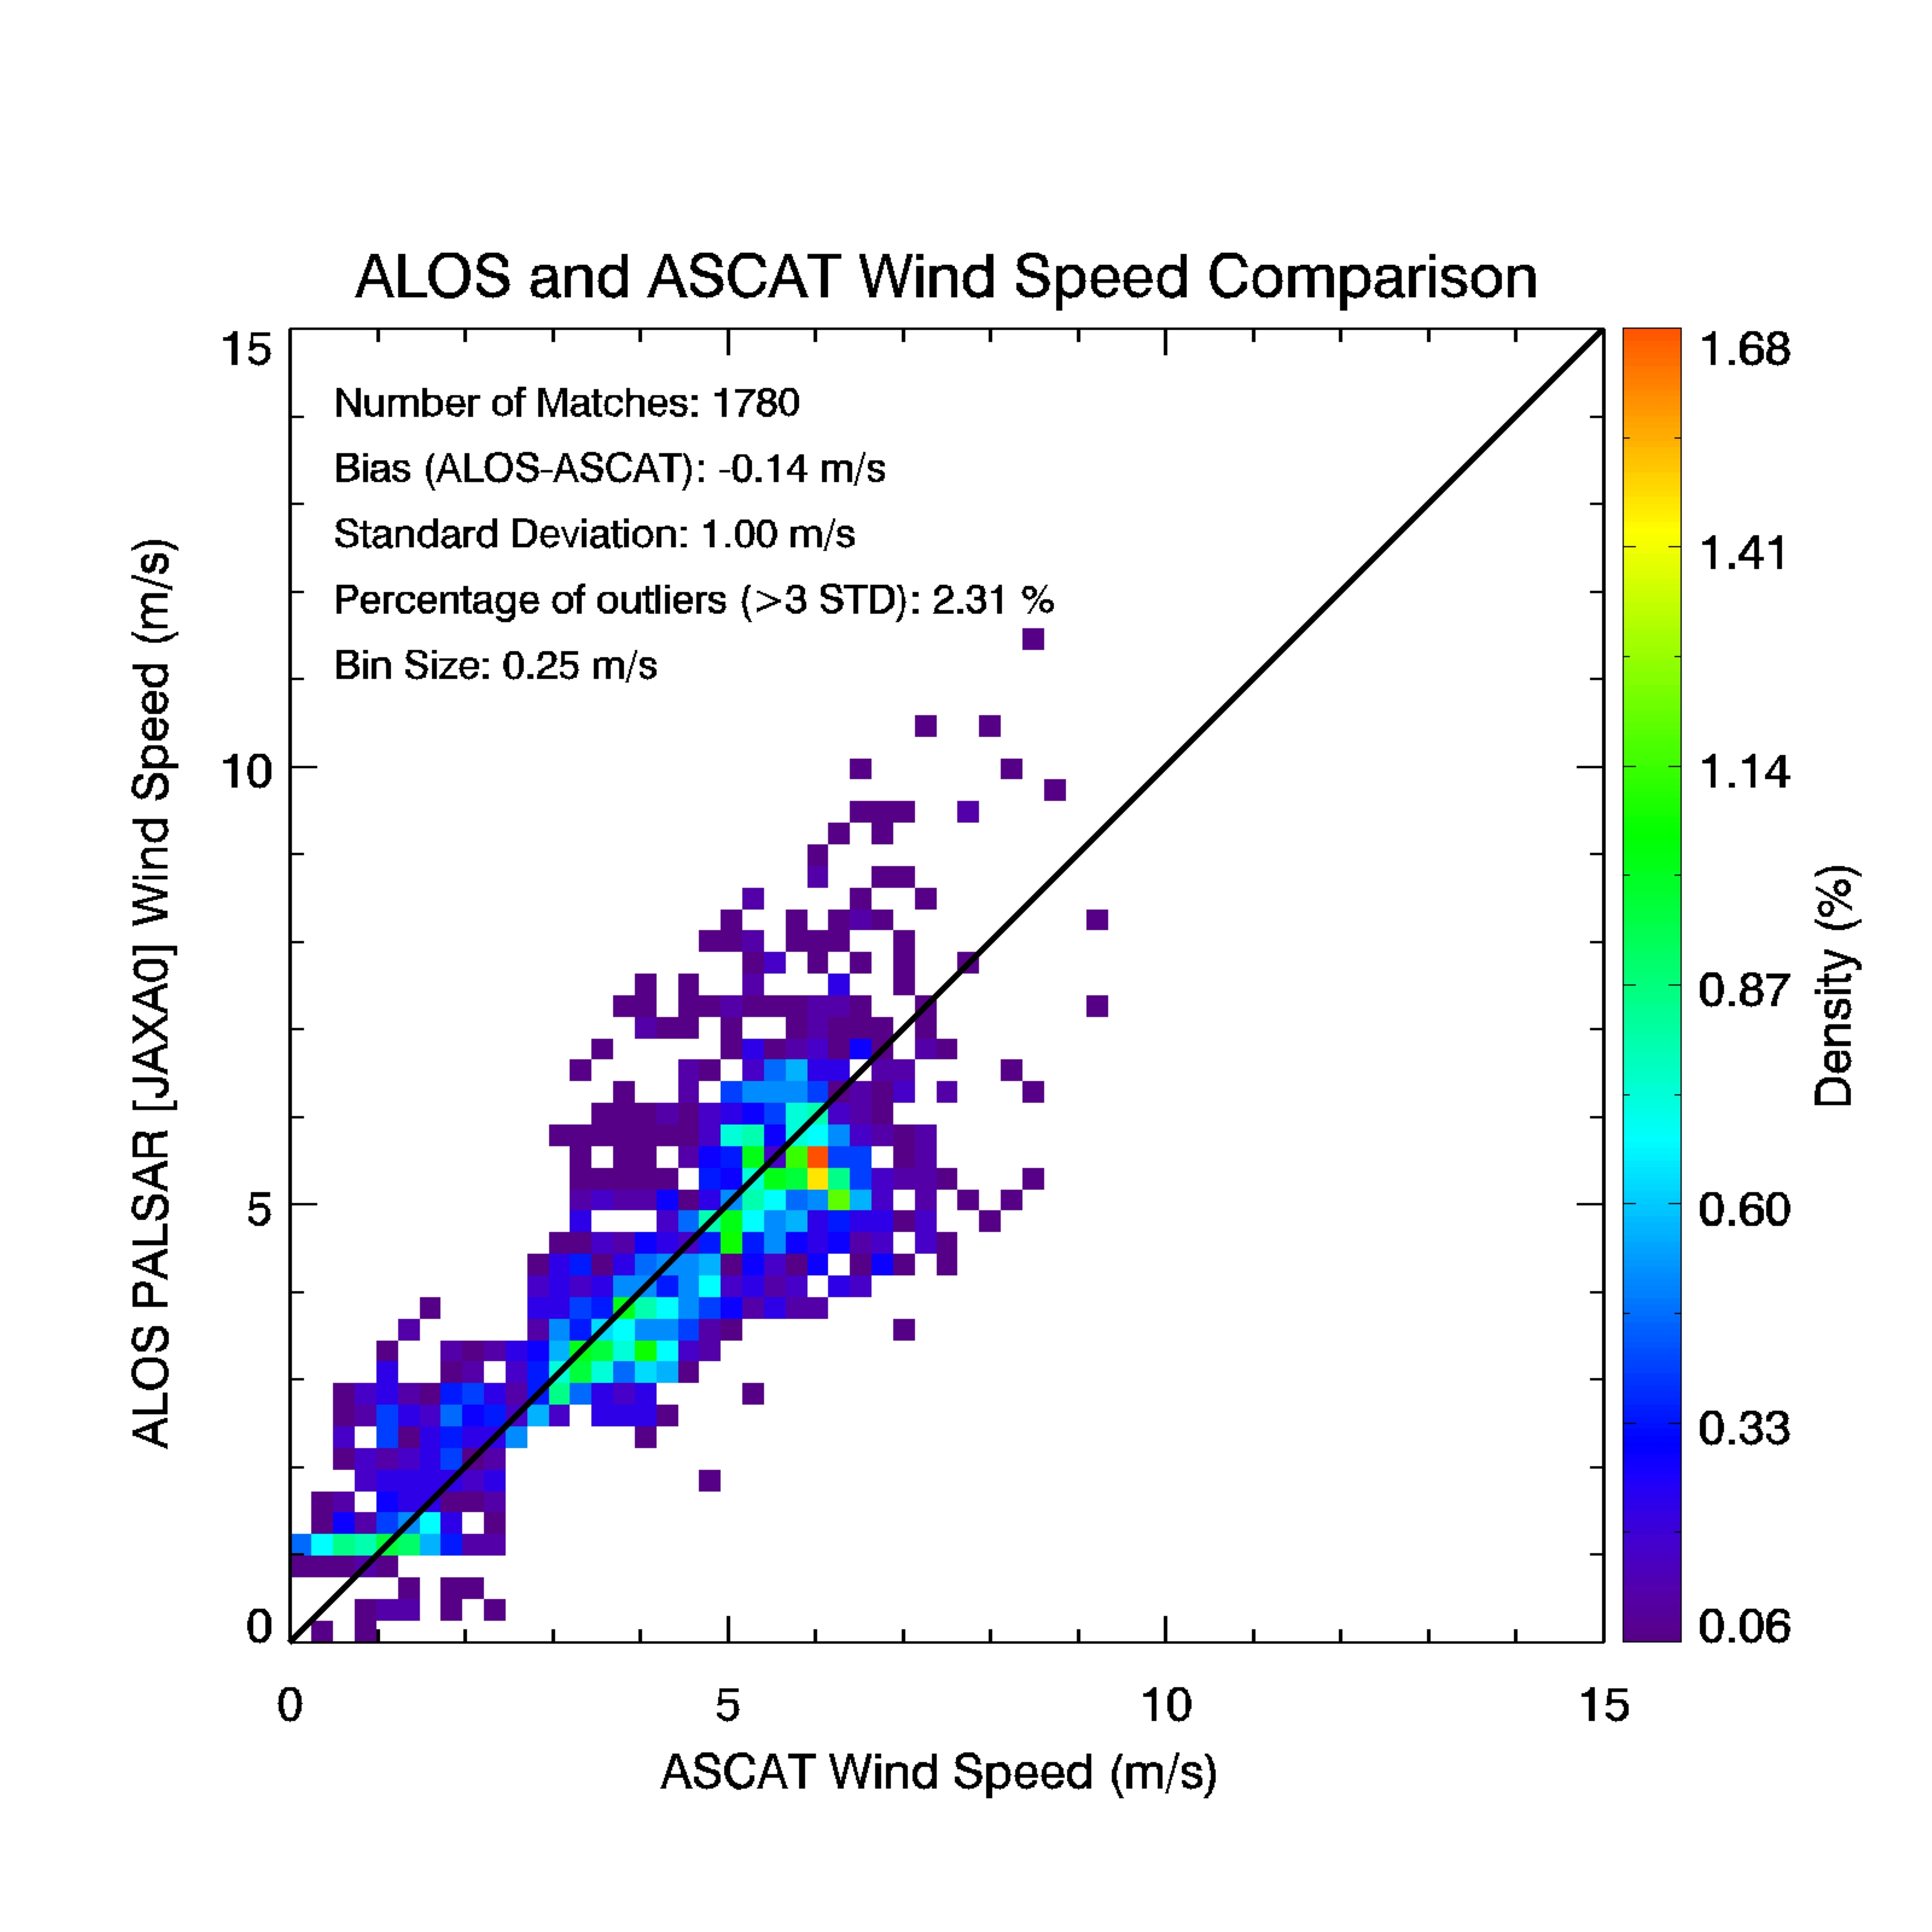 ALOS and ASCAT Wind Speed Comparison
Number of Matches: 1780
Bias (ALOS-ASCAT): -0.14 m/s
Standard Deviation: 1.00 m/s
Percentage of outliers (>3 STD): 2.31 %
Bin Size: 0.25 m/s
ALOS PALSAR [JAXA0] Wind Speed (m/s)
15
10
5
0
0
5
10
15
ASCAT Wind Speed (m/s)
1.68
1.41
1.14
0.87
0.60
0.33
0.06
Density (%)